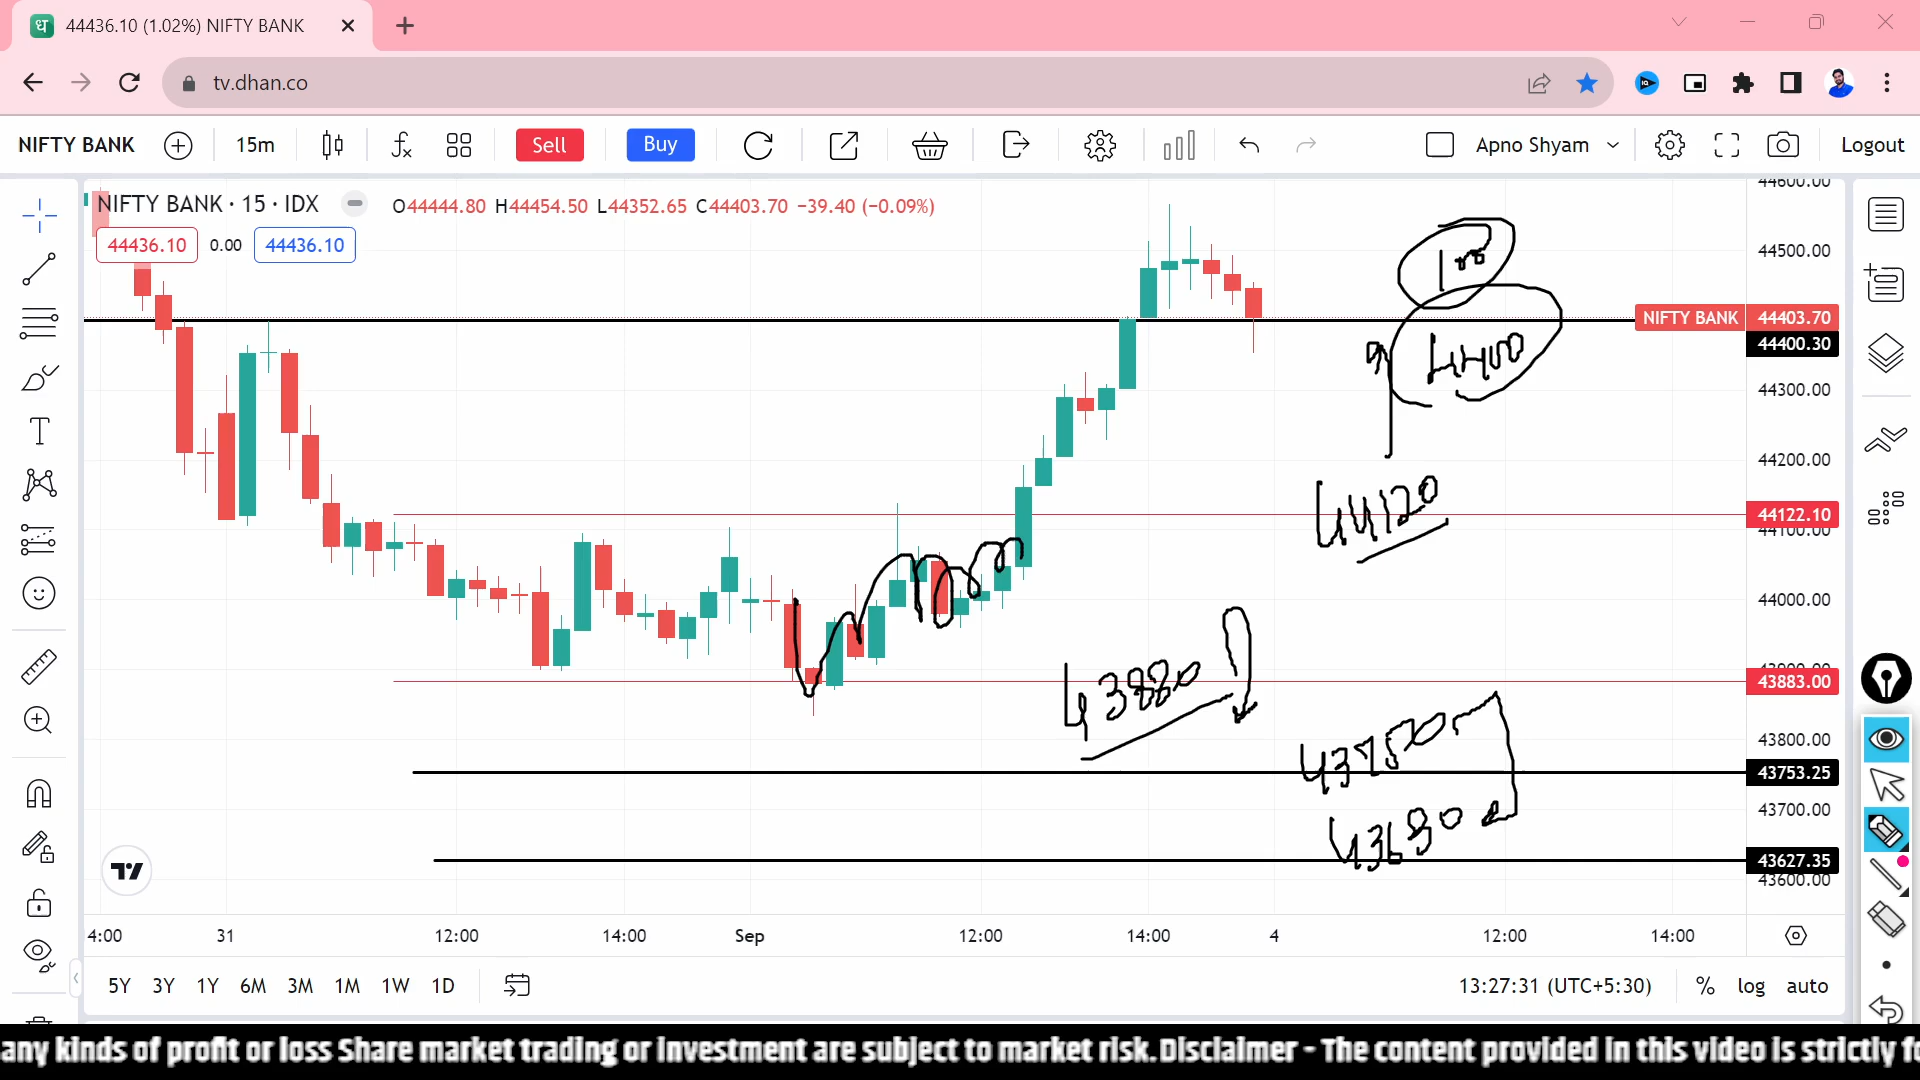 44436.10 (1.02%) NIFTY BANK
tv.dhan.co
NIFTY BANK 15m Sell Buy Apno Shyam Logout
NIFTY BANK · 15 · IDX O44444.80 H44454.50 L44352.65 C44403.70 −39.40 (−0.09%)
44436.10 0.00 44436.10
44600.00
44500.00
NIFTY BANK 44403.70
44400.30
44300.00
44200.00
44122.10
44100.00
44000.00
43900.00
43883.00
43800.00
43753.25
43700.00
43627.35
43600.00
44400
44120
43880
43750
4:00 31 12:00 14:00 Sep 12:00 14:00 4 12:00 14:00
5Y 3Y 1Y 6M 3M 1M 1W 1D 13:27:31 (UTC+5:30) % log auto
any kinds of profit or loss Share market trading or investment are subject to market risk. Disclaimer - The content provided in this video is strictly